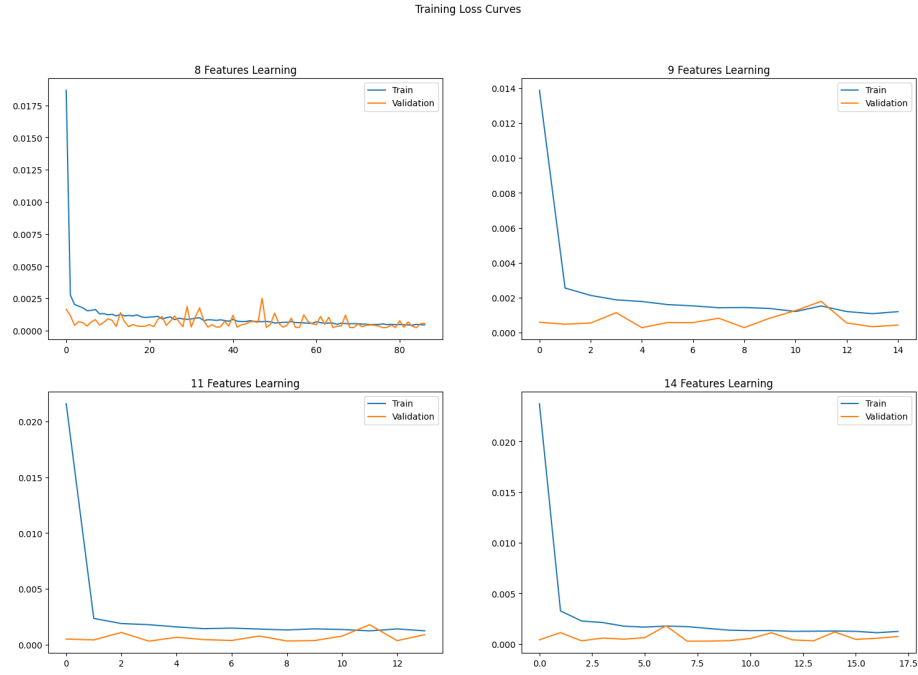 Training Loss Curves
8 Features Learning
Train
Validation
0.0175
0.0150
0.0125
0.0100
0.0075
0.0050
0.0025
0.0000
0 20 40 60 80
9 Features Learning
Train
Validation
0.014
0.012
0.010
0.008
0.006
0.004
0.002
0.000
0 2 4 6 8 10 12 14
11 Features Learning
Train
Validation
0.020
0.015
0.010
0.005
0.000
0 2 4 6 8 10 12
14 Features Learning
Train
Validation
0.020
0.015
0.010
0.005
0.000
0.0 2.5 5.0 7.5 10.0 12.5 15.0 17.5